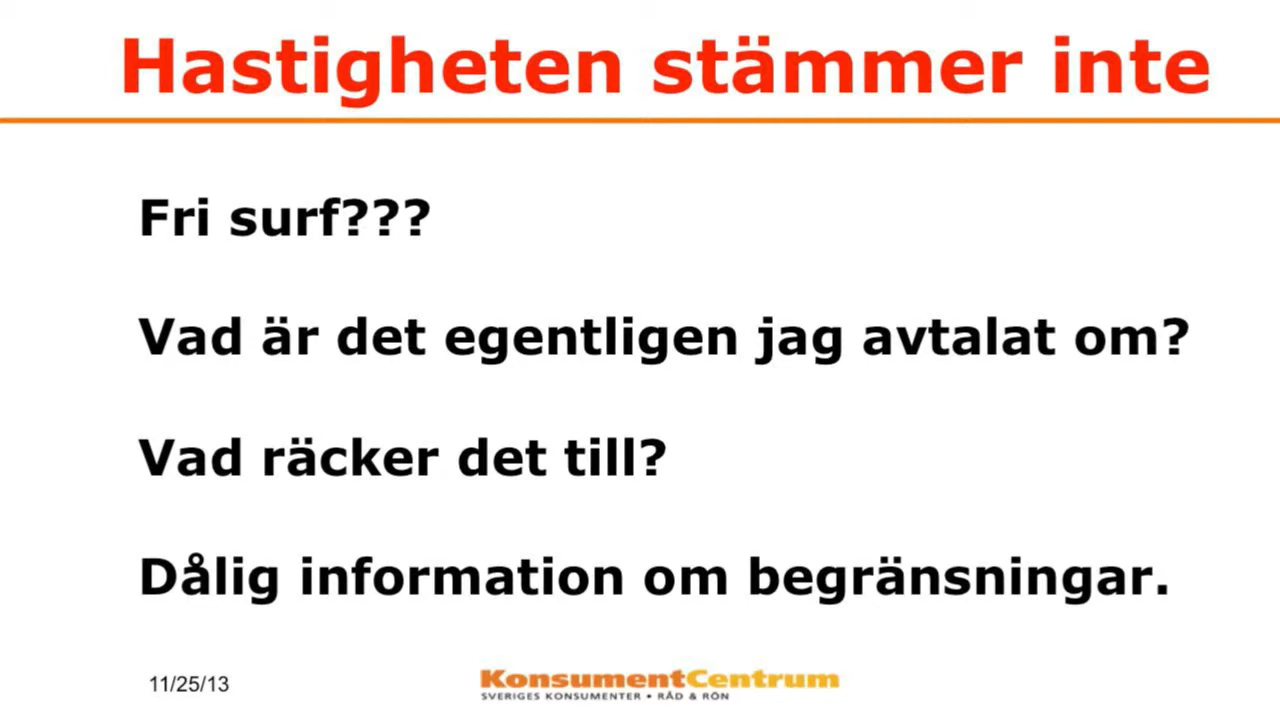 Hastigheten stämmer inte
Fri surf???
Vad är det egentligen jag avtalat om?
Vad räcker det till?
Dålig information om begränsningar.
11/25/13
KonsumentCentrum
SVERIGES KONSUMENTER • RÅD & RÖN